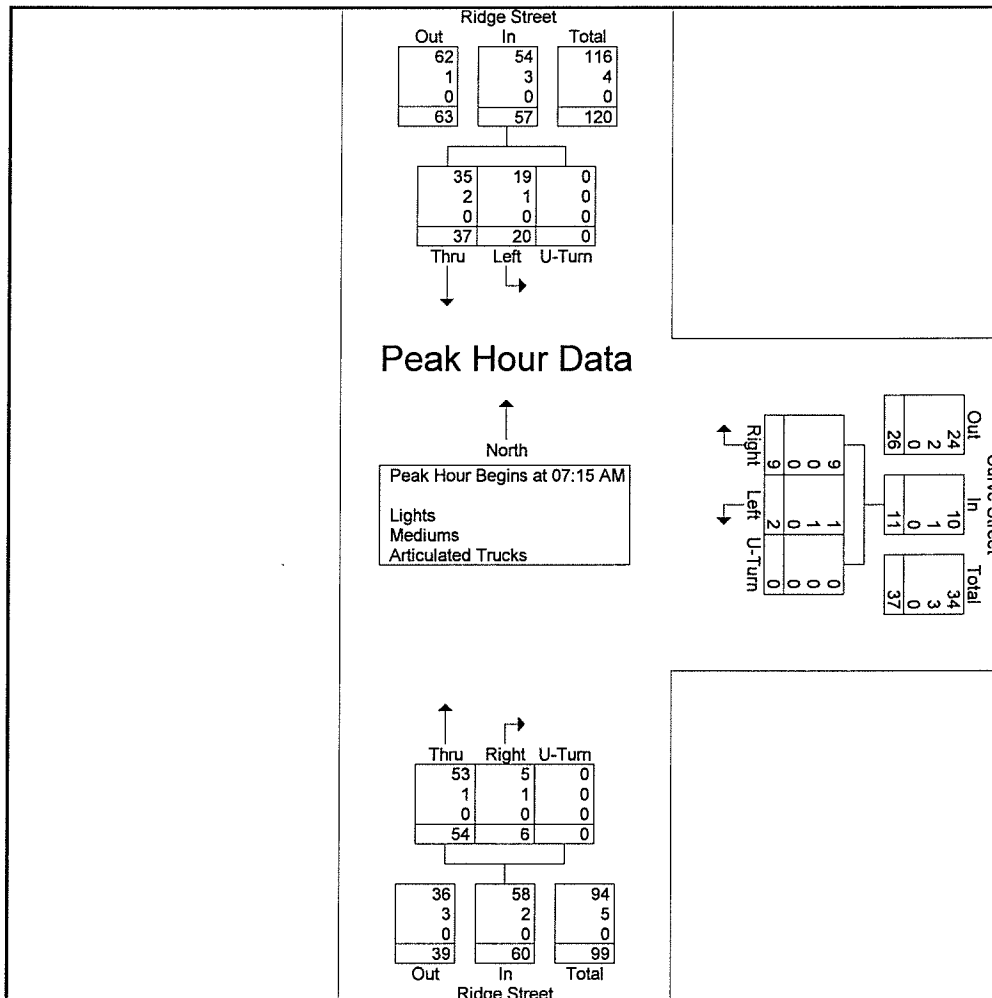 Ridge Street
Out In Total
62 54 116
1 3 4
0 0 0
63 57 120
35 19 0
2 1 0
0 0 0
37 20 0
Thru Left U-Turn
Peak Hour Data
North
Peak Hour Begins at 07:15 AM
Lights
Mediums
Articulated Trucks
Street
Out In Total
24 10 34
2 1 3
0 0 0
26 11 37
9 1 0
0 1 0
0 0 0
9 2 0
Right Left U-Turn
Thru Right U-Turn
53 5 0
1 1 0
0 0 0
54 6 0
36 58 94
3 2 5
0 0 0
39 60 99
Out In Total
Ridge Street